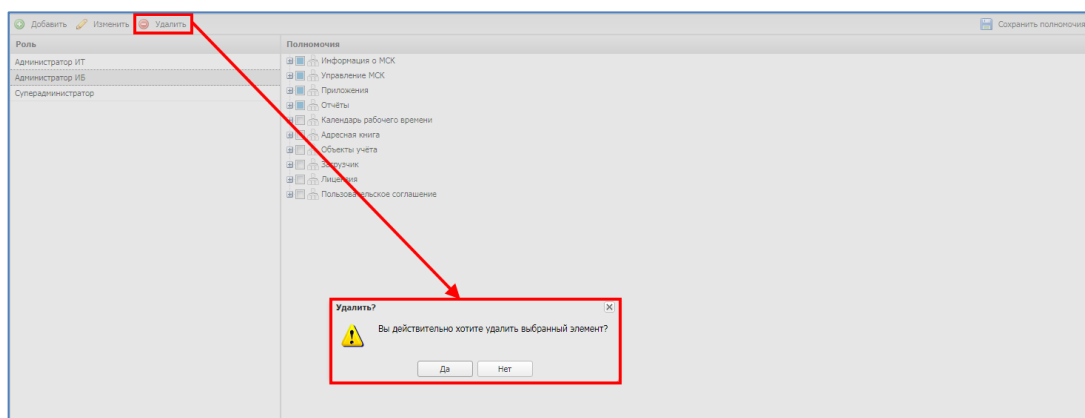 Добавить Изменить Удалить Сохранить полномочия
Роль
Администратор ИТ
Администратор ИБ
Суперадминистратор
Полномочия
Информация о МСК
Управление МСК
Приложения
Отчёты
Календарь рабочего времени
Адресная книга
Объекты учёта
Загрузчик
Лицензия
Пользовательское соглашение
Удалить?
Вы действительно хотите удалить выбранный элемент?
Да Нет